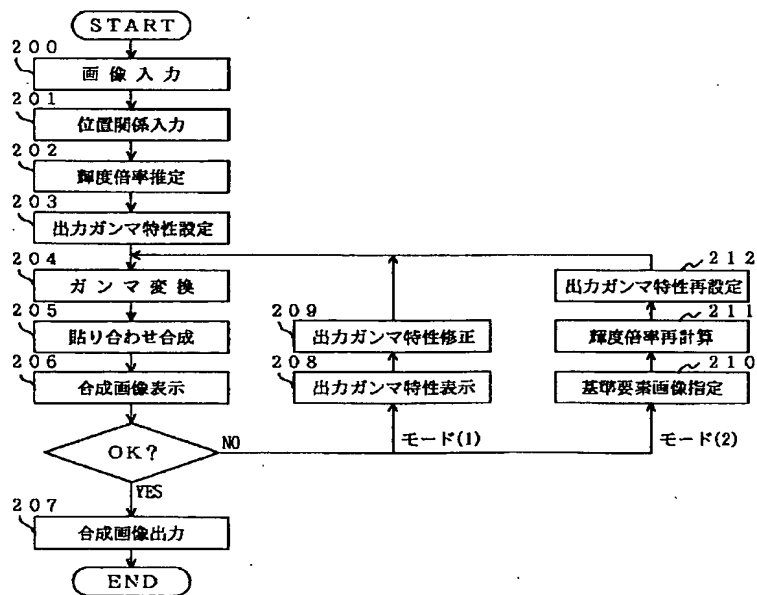 START
200
画像入力
201
位置関係入力
202
輝度倍率推定
203
出力ガンマ特性設定
204
ガンマ変換
205
貼り合わせ合成
206
合成画像表示
OK?
NO
YES
207
合成画像出力
END
209
出力ガンマ特性修正
208
出力ガンマ特性表示
モード(1)
212
出力ガンマ特性再設定
211
輝度倍率再計算
210
基準要素画像指定
モード(2)